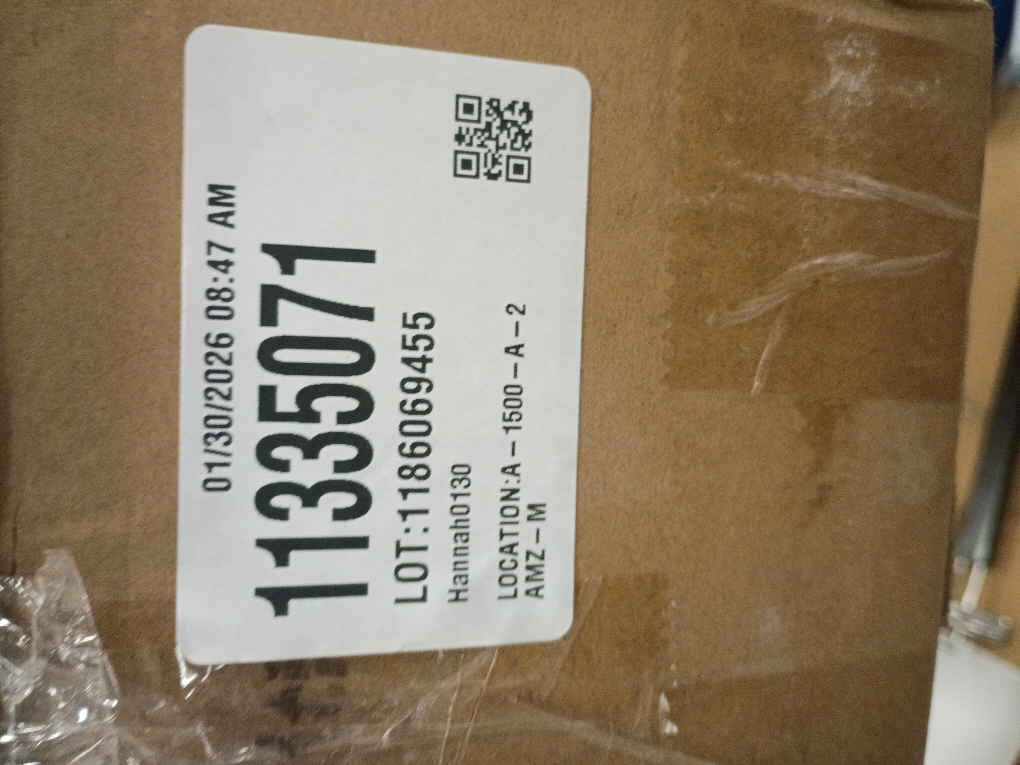 01/30/2026 08:47 AM
11335071
LOT:1186069455
Hannah0130
LOCATION:A-1500-A-2
AMZ-M